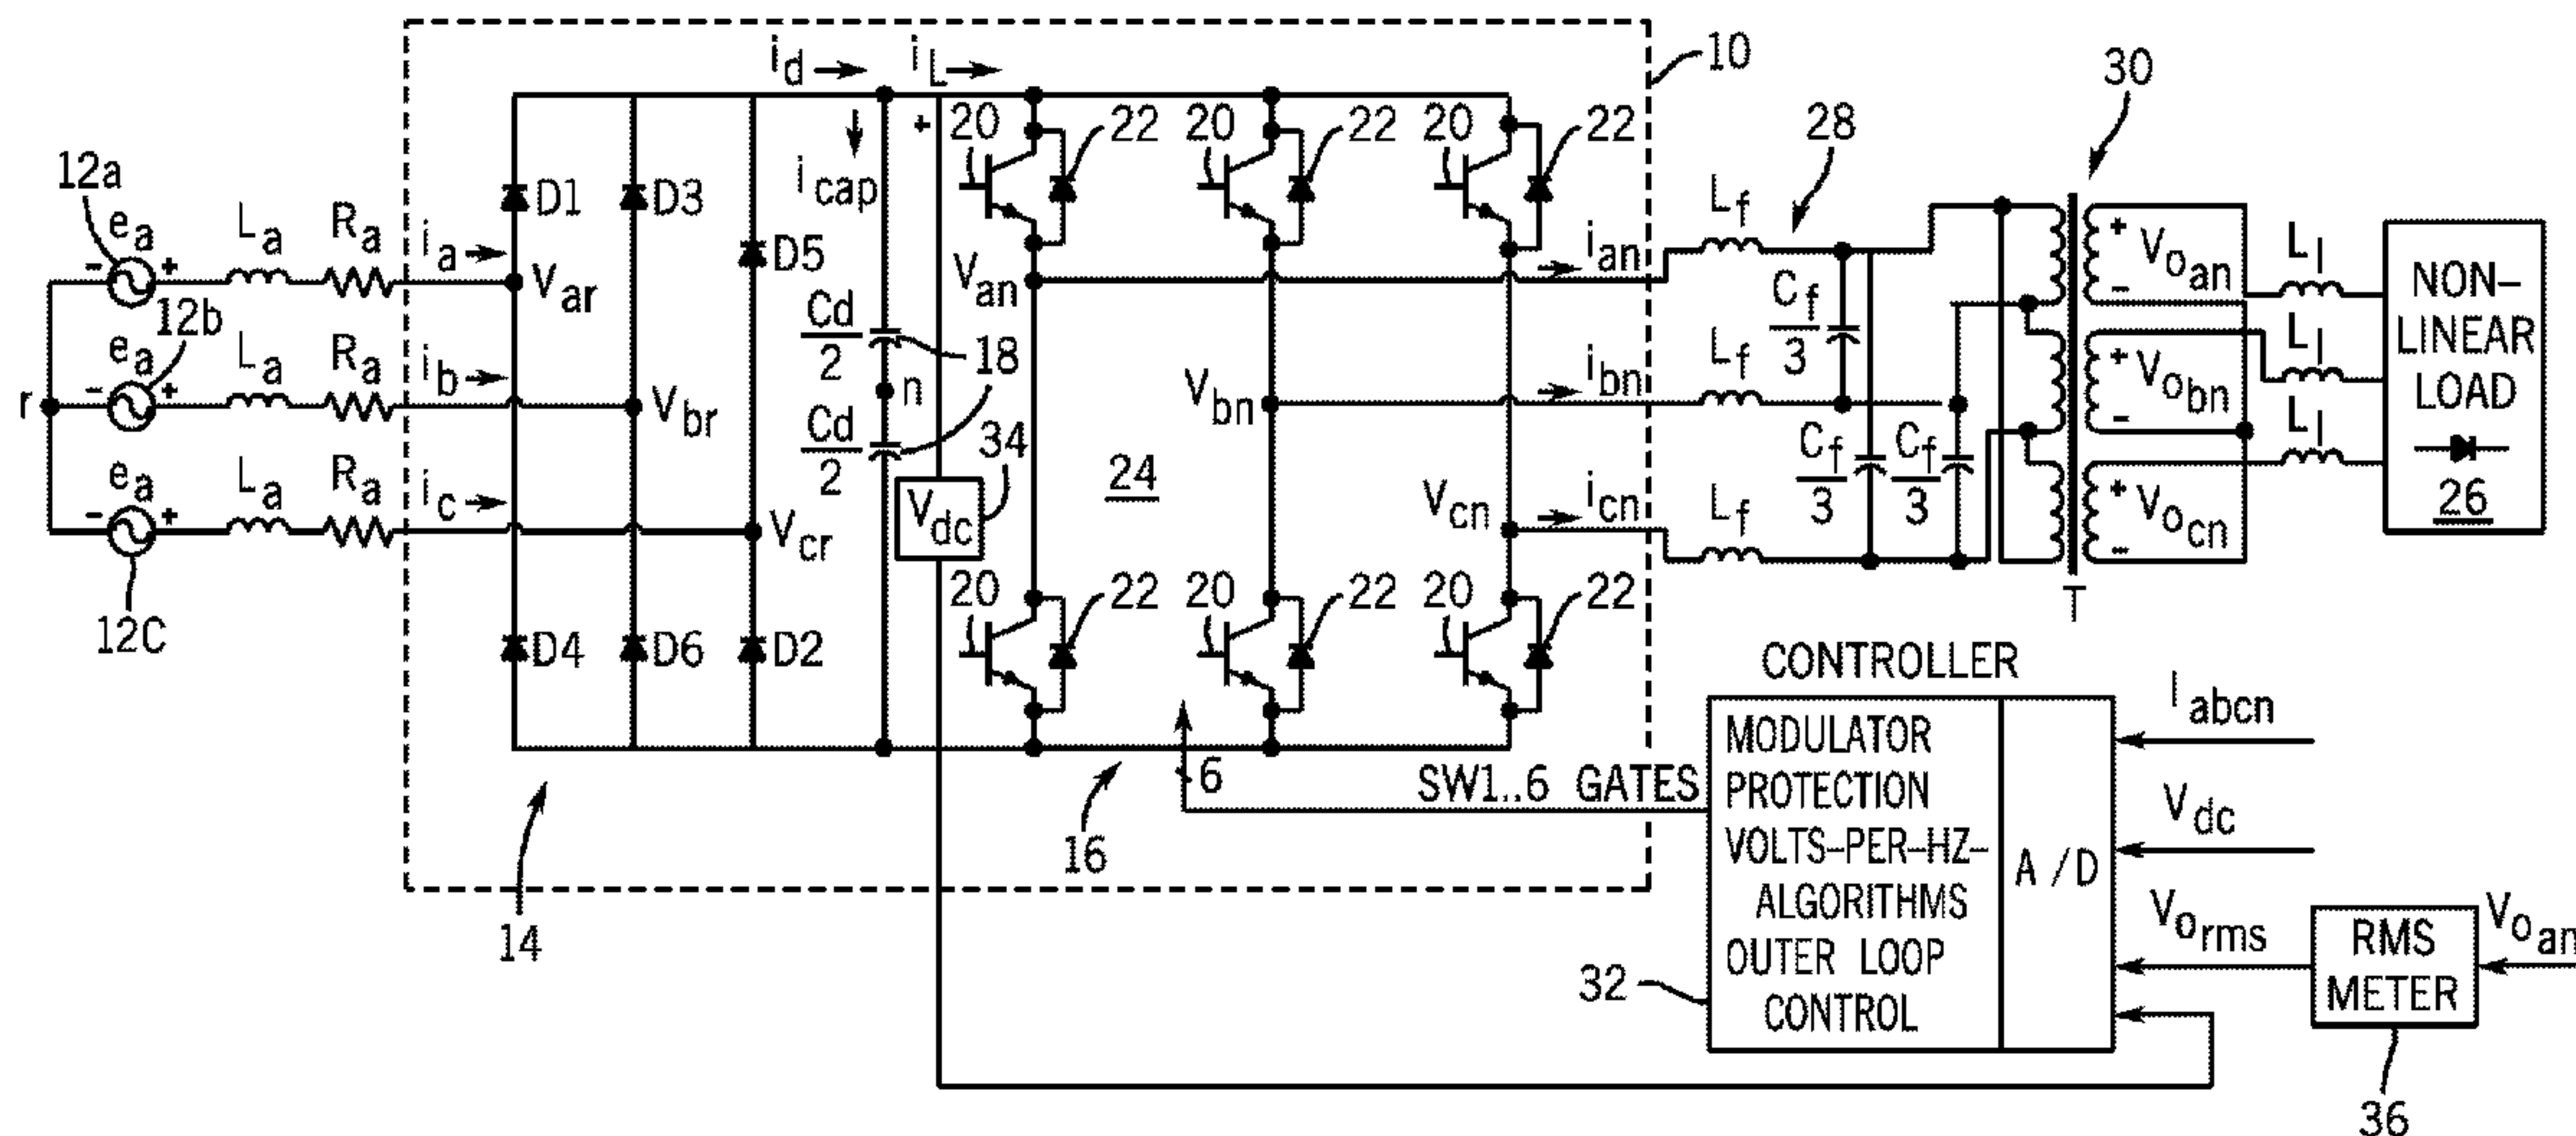 i_d
i_L
10
30
12a
e_a
L_a
R_a
i_a
- +
V_ar
D1
D3
D5
+
i_cap
20
22
20
22
20
22
28
L_f
i_an
V_an
+
V_o_an
-
L_l
NON-
LINEAR
LOAD
26
12b
e_a
L_a
R_a
i_b
r
- +
V_br
Cd
2
18
n
Cd
2
34
V_dc
24
V_bn
i_bn
L_f
C_f
3
+
V_o_bn
-
L_l
e_a
L_a
R_a
i_c
- +
V_cr
12C
V_cn
i_cn
L_f
C_f
3
C_f
3
+
V_o_cn
-
L_l
T
D4
D6
D2
20
22
20
22
20
22
6
SW1..6 GATES
14
16
CONTROLLER
MODULATOR
PROTECTION
VOLTS-PER-HZ-
ALGORITHMS
OUTER LOOP
CONTROL
A/D
32
I_abcn
V_dc
V_o_rms
RMS
METER
V_o_an
36